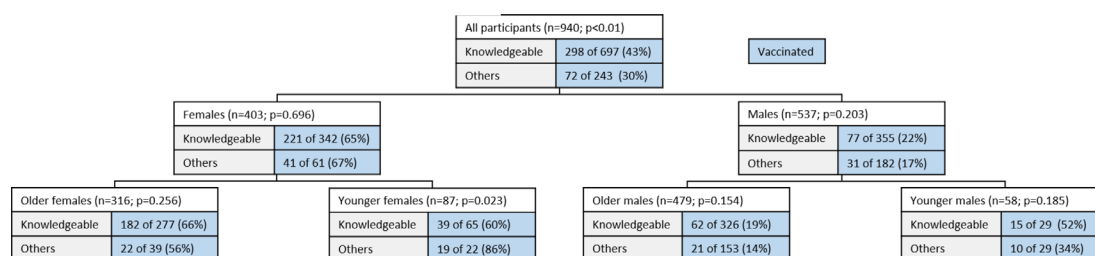 All participants (n=940; p<0.01)
Knowledgeable 298 of 697 (43%)
Others 72 of 243 (30%)
Vaccinated
Females (n=403; p=0.696)
Knowledgeable 221 of 342 (65%)
Others 41 of 61 (67%)
Males (n=537; p=0.203)
Knowledgeable 77 of 355 (22%)
Others 31 of 182 (17%)
Older females (n=316; p=0.256)
Knowledgeable 182 of 277 (66%)
Others 22 of 39 (56%)
Younger females (n=87; p=0.023)
Knowledgeable 39 of 65 (60%)
Others 19 of 22 (86%)
Older males (n=479; p=0.154)
Knowledgeable 62 of 326 (19%)
Others 21 of 153 (14%)
Younger males (n=58; p=0.185)
Knowledgeable 15 of 29 (52%)
Others 10 of 29 (34%)